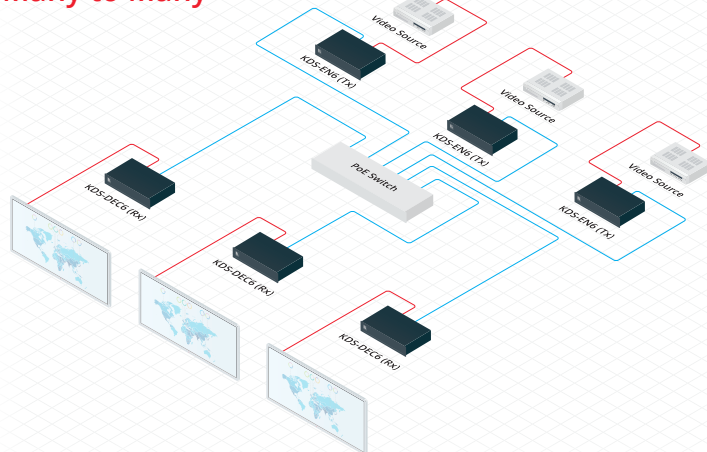 many-to-many
Video Source
KDS-EN6 (Tx)
Video Source
KDS-EN6 (Tx)
PoE Switch
Video Source
KDS-EN6 (Tx)
KDS-DEC6 (Rx)
KDS-DEC6 (Rx)
KDS-DEC6 (Rx)